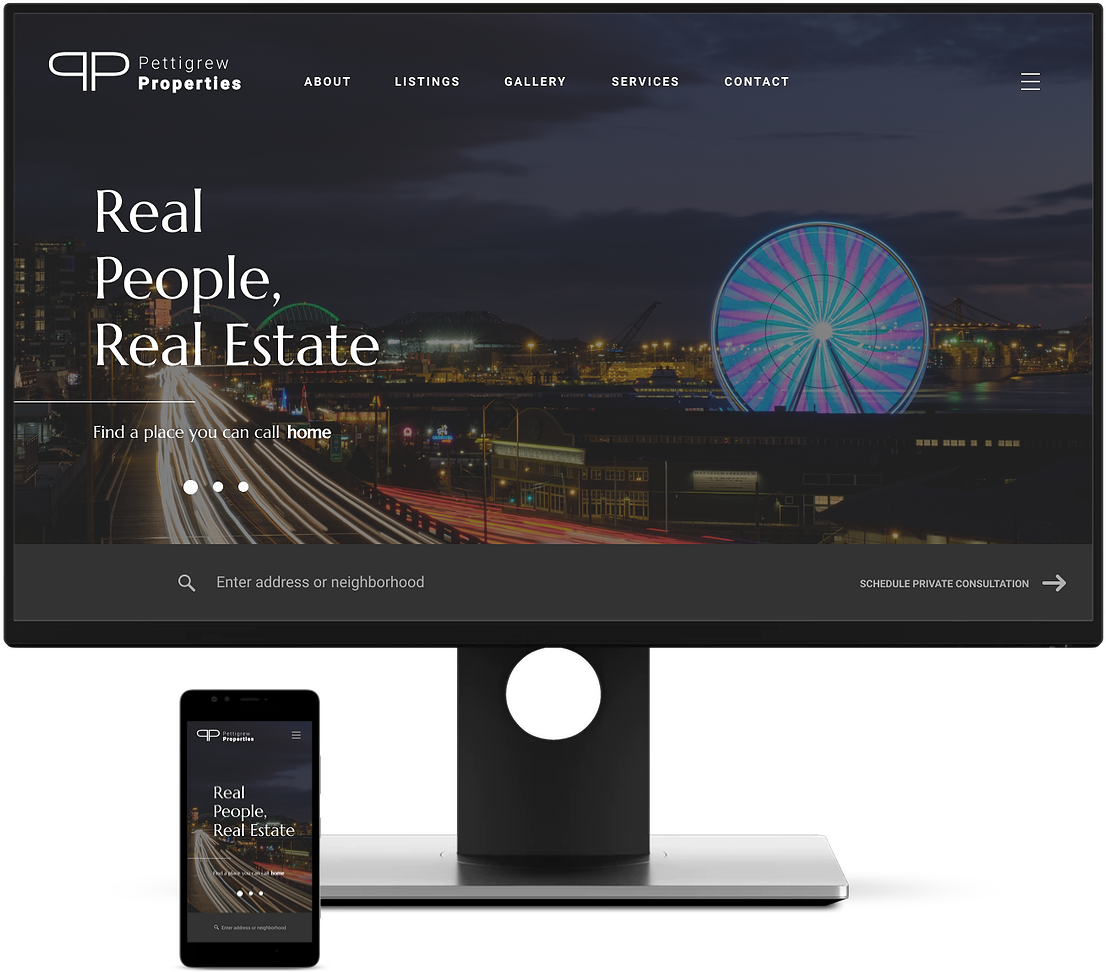 Pettigrew
Properties
ABOUT LISTINGS GALLERY SERVICES CONTACT
Real
People,
Real Estate
Find a place you can call home
Enter address or neighborhood
SCHEDULE PRIVATE CONSULTATION
Pettigrew
Properties
Real
People,
Real Estate
Find a place you can call home
Enter address or neighborhood